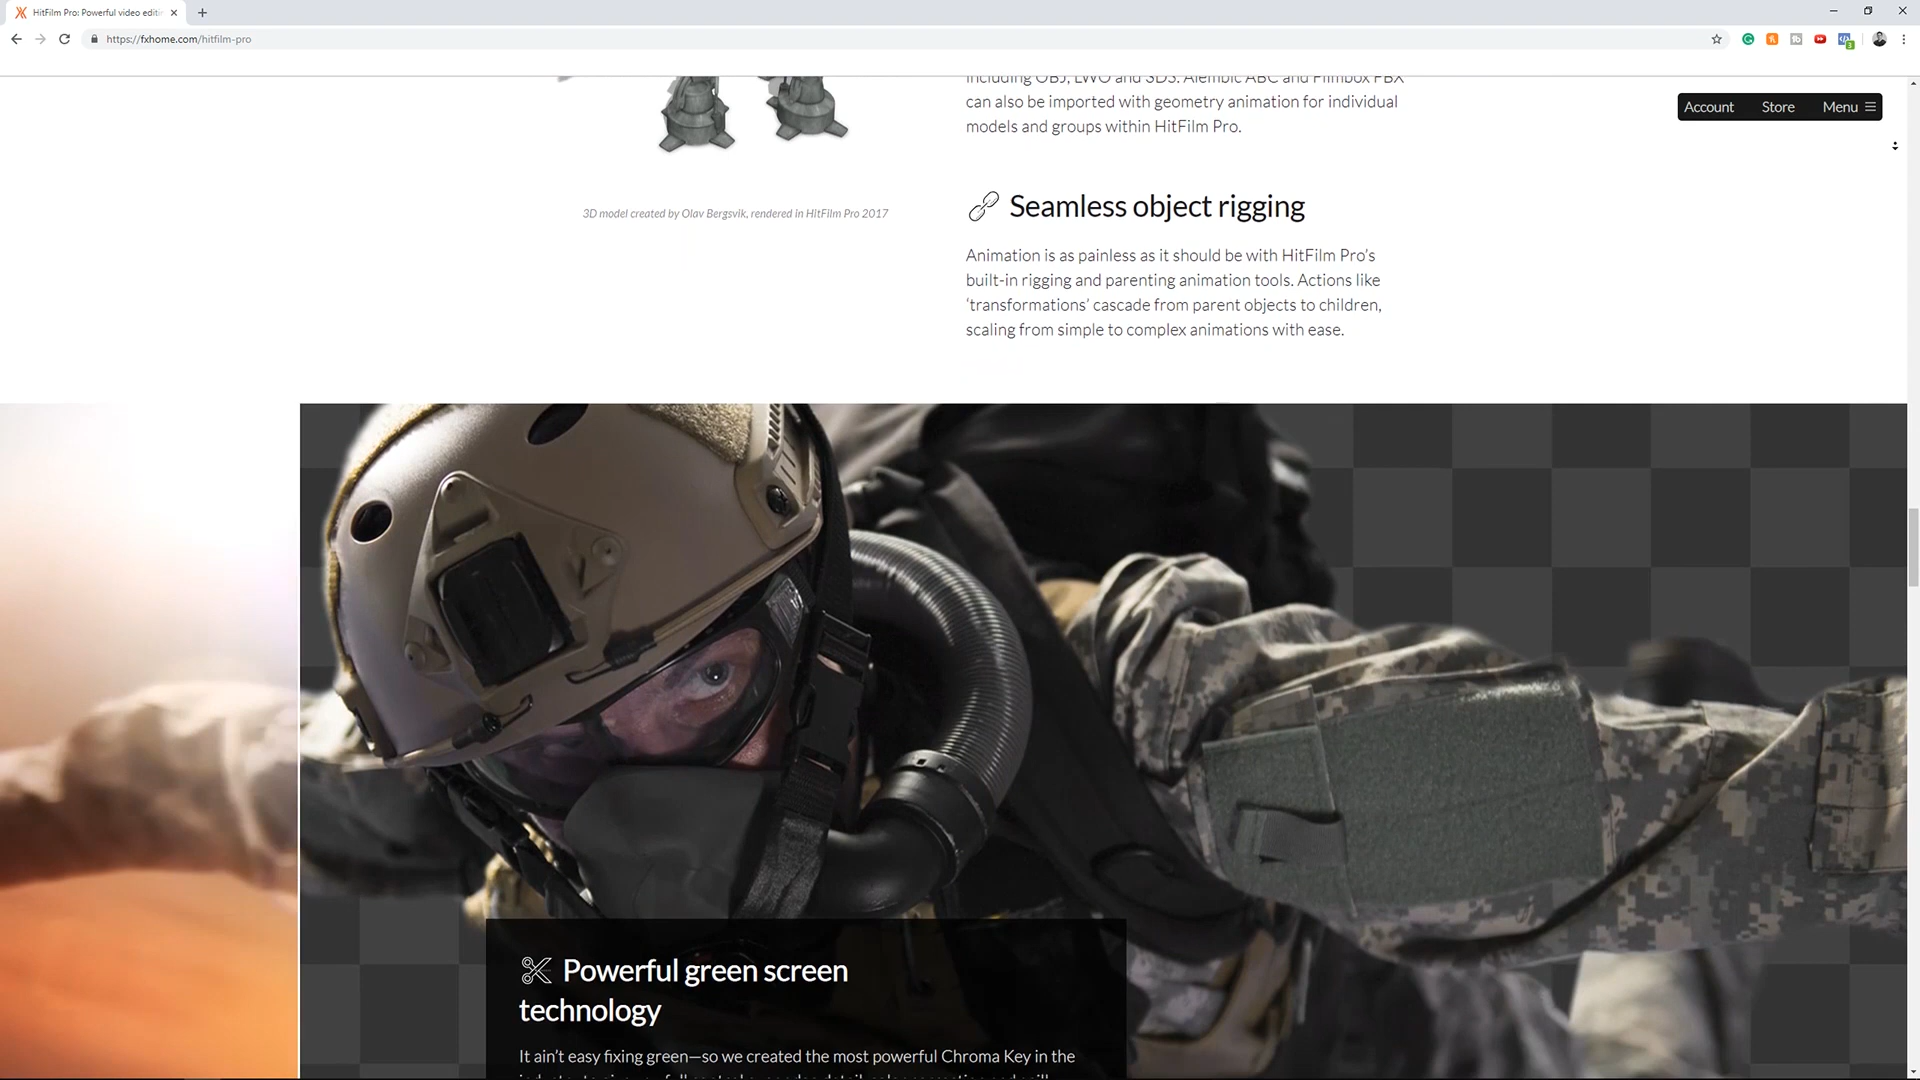 HitFilm Pro: Powerful video editi
https://fxhome.com/hitfilm-pro
including OBJ, LWO and 3DS. Alembic ABC and Filmbox FBX
can also be imported with geometry animation for individual
models and groups within HitFilm Pro.
Account Store Menu
Seamless object rigging
3D model created by Olav Bergsvik, rendered in HitFilm Pro 2017
Animation is as painless as it should be with HitFilm Pro’s
built-in rigging and parenting animation tools. Actions like
‘transformations’ cascade from parent objects to children,
scaling from simple to complex animations with ease.
Powerful green screen
technology
It ain’t easy fixing green—so we created the most powerful Chroma Key in the